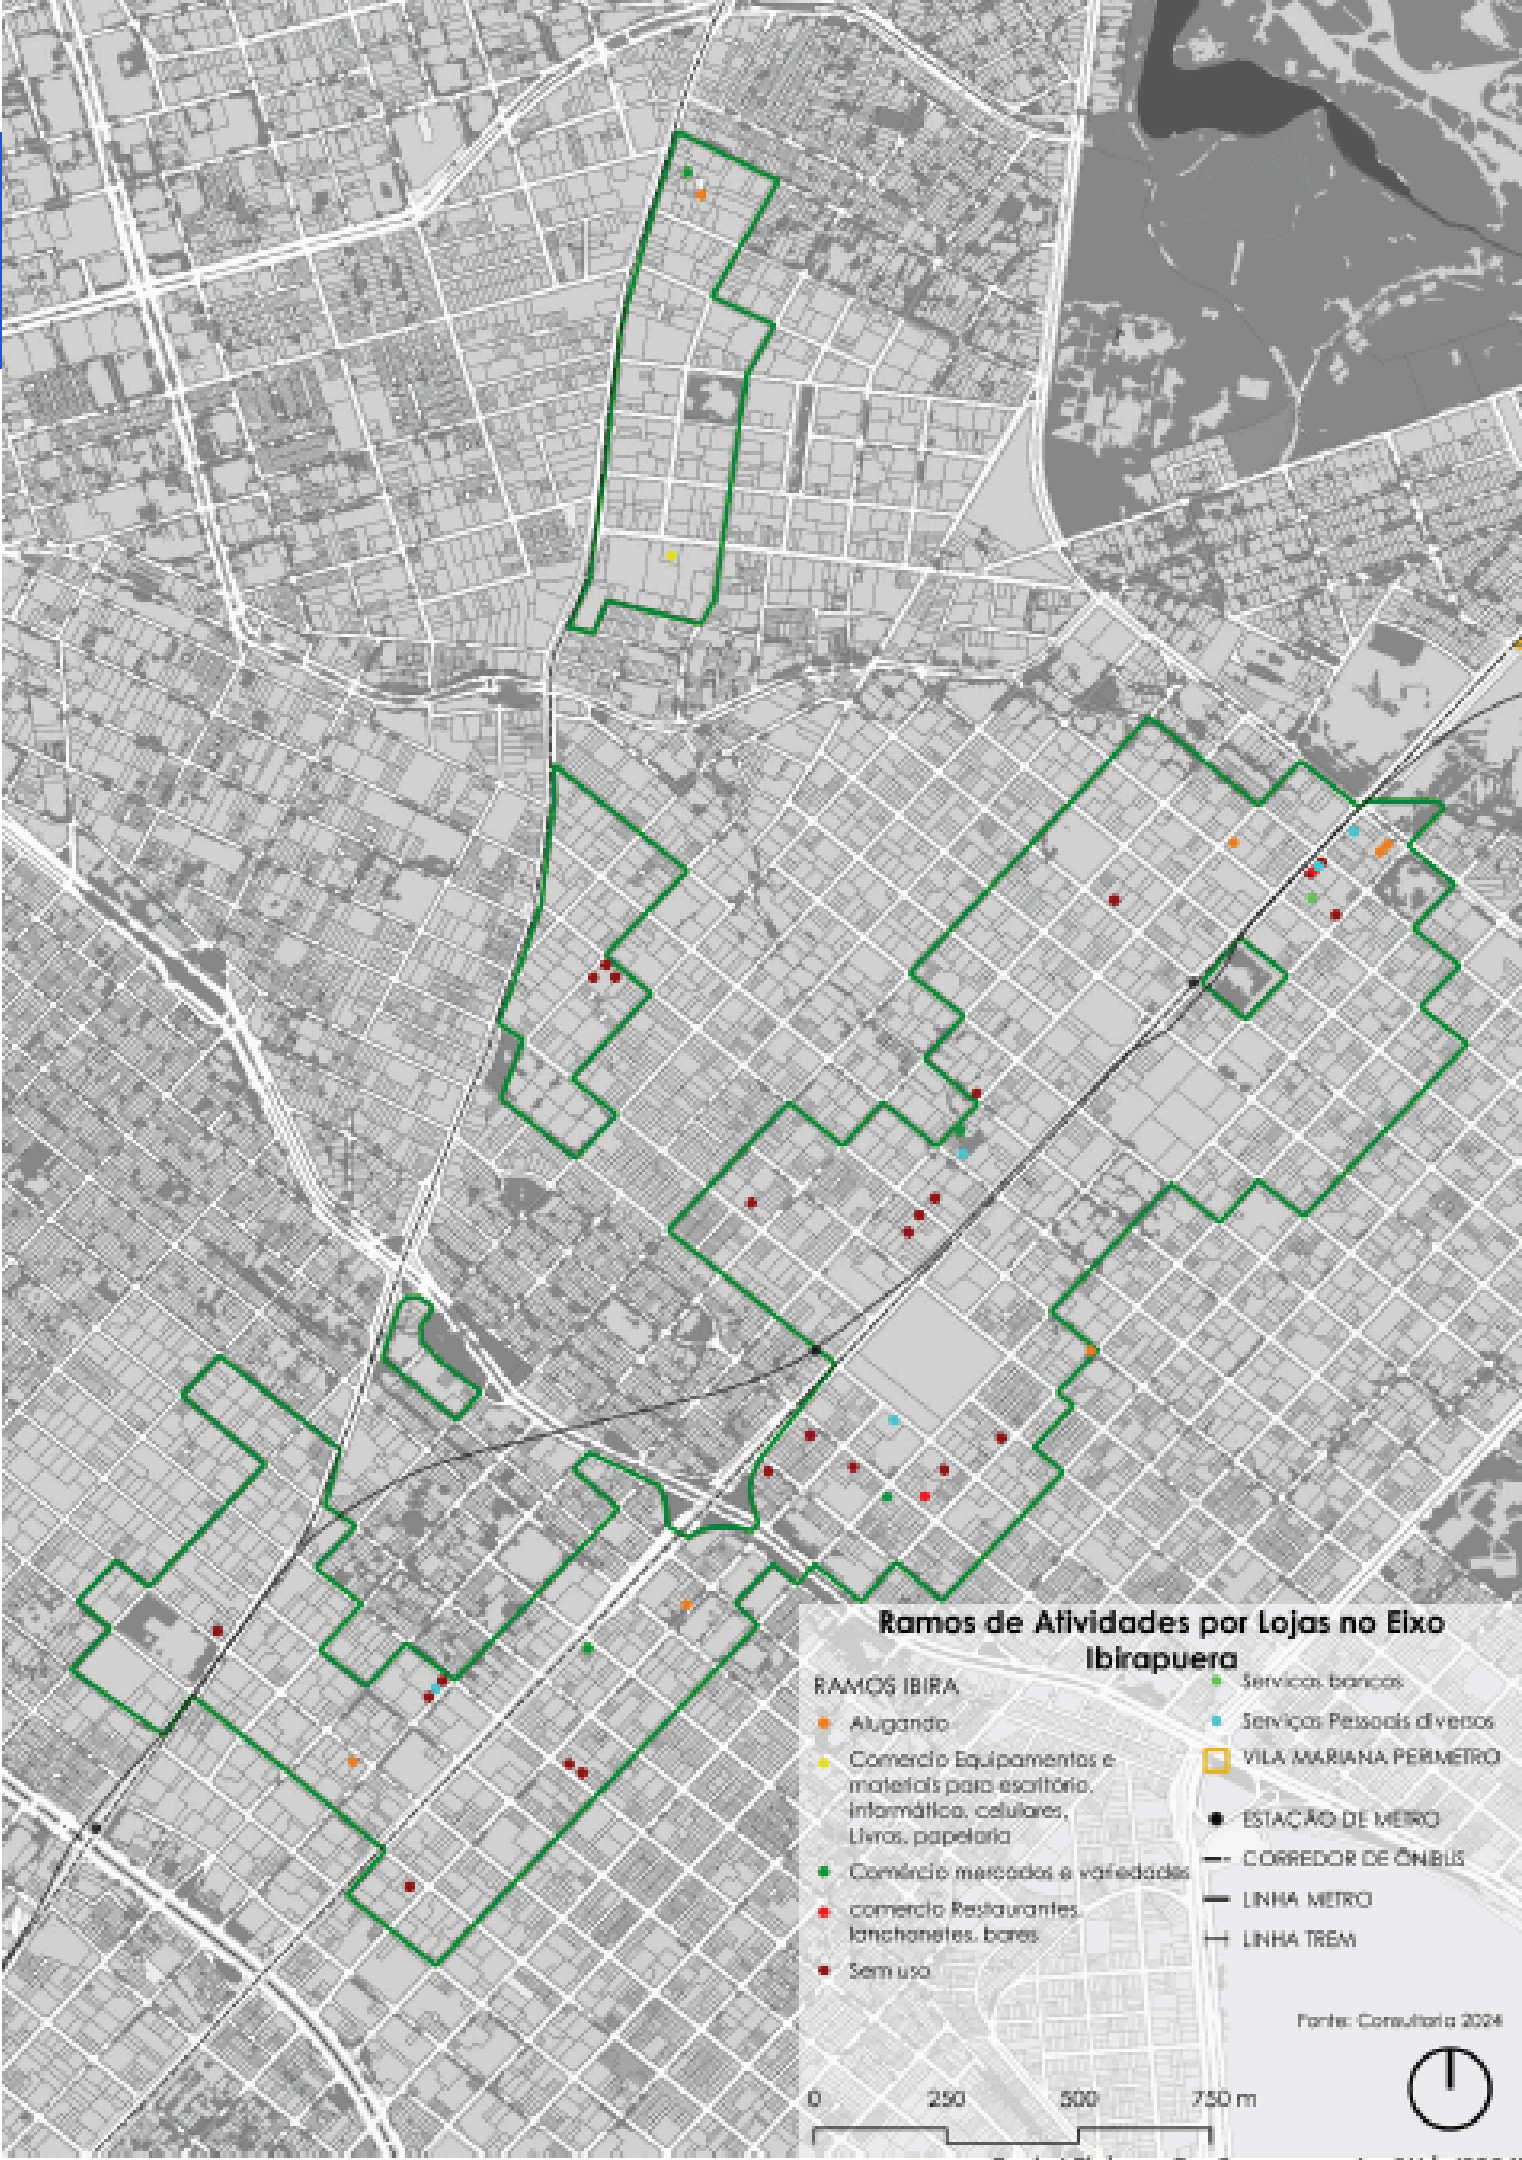 Ramos de Atividades por Lojas no Eixo
Ibirapuera
RAMOS IBIRA
Alugando
Comercio Equipamentos e
materiais para escritório,
informática, celulares,
Livros, papelaria
Comércio mercados e variedades
comercio Restaurantes,
lanchonetes, bares
Sem uso
Servicos bancos
Serviços Pessoais diversos
VILA MARIANA PERIMETRO
ESTAÇÃO DE METRO
CORREDOR DE ÔNIBUS
LINHA METRO
LINHA TREM
Fonte: Consultoria 2024
0 250 500 750 m